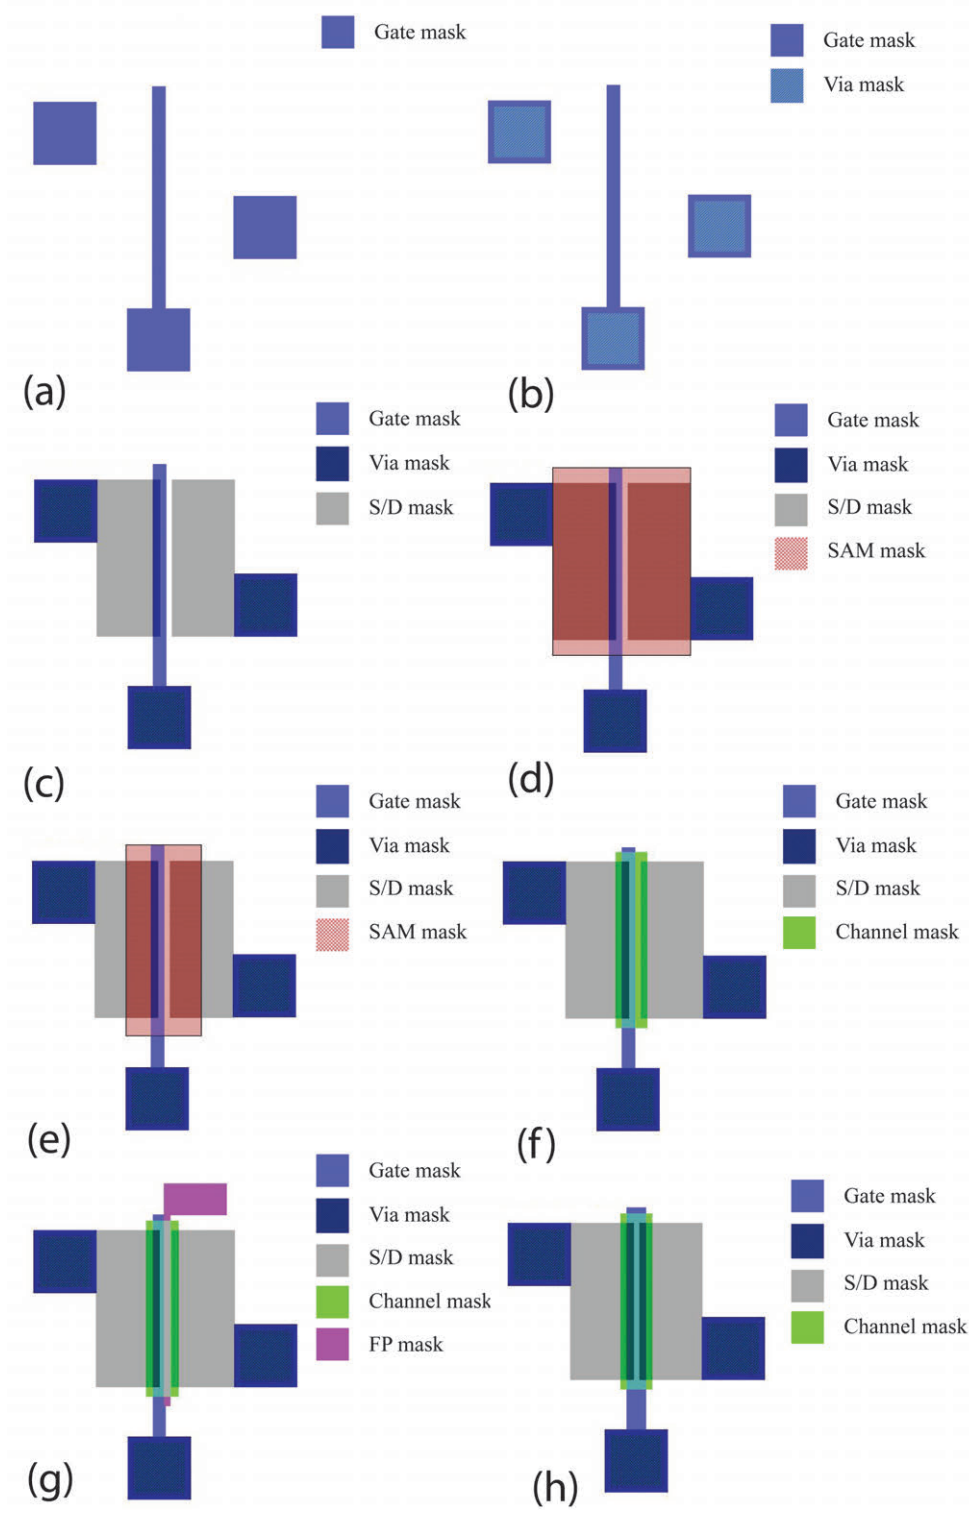 Gate mask
(a)
Gate mask
Via mask
(b)
Gate mask
Via mask
S/D mask
(c)
Gate mask
Via mask
S/D mask
SAM mask
(d)
Gate mask
Via mask
S/D mask
SAM mask
(e)
Gate mask
Via mask
S/D mask
Channel mask
(f)
Gate mask
Via mask
S/D mask
Channel mask
FP mask
(g)
Gate mask
Via mask
S/D mask
Channel mask
(h)